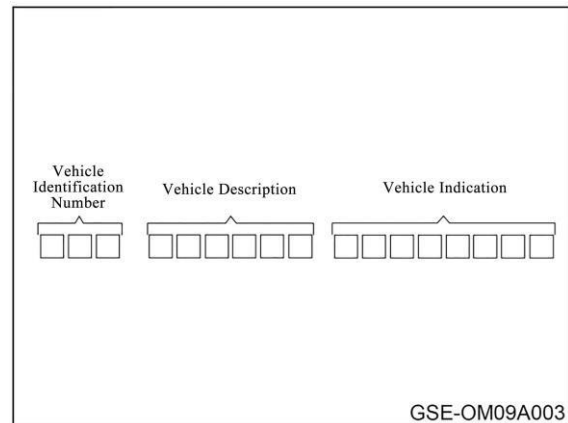 Vehicle
Identification
Number
Vehicle Description
Vehicle Indication
GSE-OM09A003